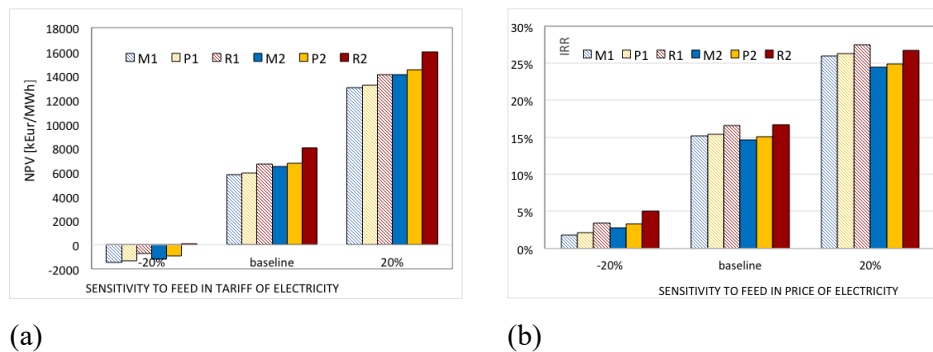 18000
16000
14000
12000
10000
8000
6000
4000
2000
0
-2000
NPV [kEur/MWh]
M1 P1 R1 M2 P2 R2
-20% baseline 20%
SENSITIVITY TO FEED IN TARIFF OF ELECTRICITY
(a)
30%
25%
20%
15%
10%
5%
0%
IRR
M1 P1 R1 M2 P2 R2
-20% baseline 20%
SENSITIVITY TO FEED IN PRICE OF ELECTRICITY
(b)